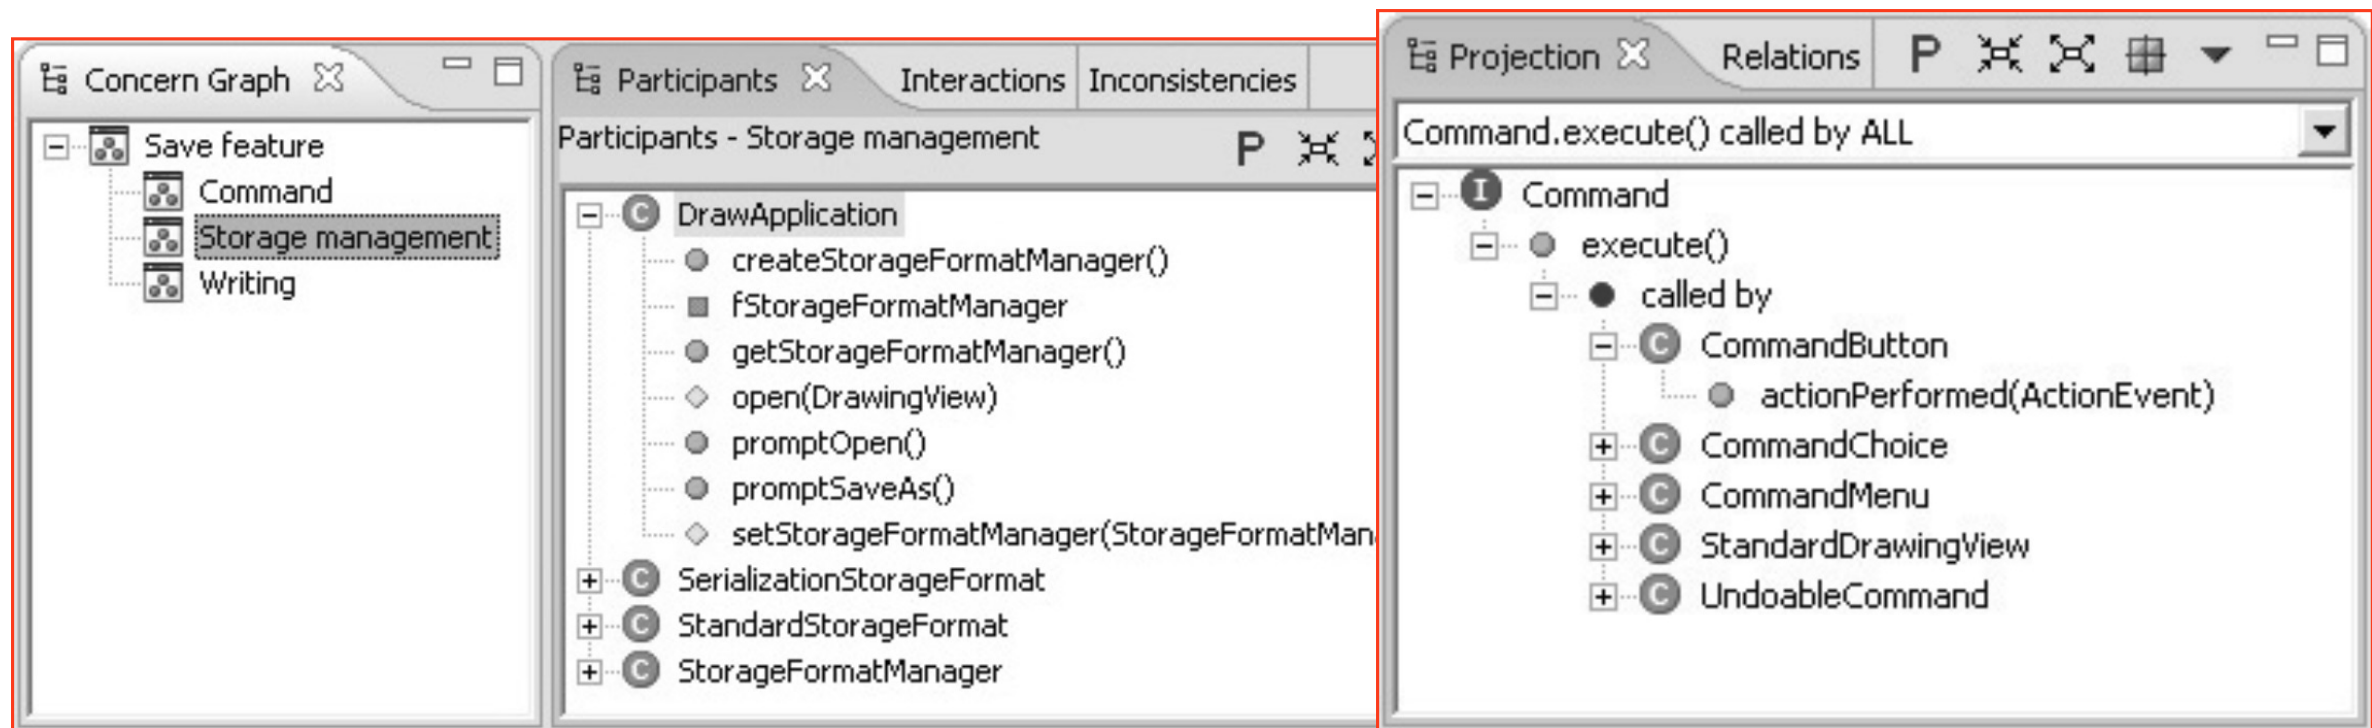 Concern Graph
Save feature
Command
Storage management
Writing
Participants Interactions Inconsistencies
Participants - Storage management P
C DrawApplication
createStorageFormatManager()
fStorageFormatManager
getStorageFormatManager()
open(DrawingView)
promptOpen()
promptSaveAs()
setStorageFormatManager(StorageFormatMan
C SerializationStorageFormat
C StandardStorageFormat
C StorageFormatManager
Projection Relations P
Command.execute() called by ALL
I Command
execute()
called by
C CommandButton
actionPerformed(ActionEvent)
C CommandChoice
C CommandMenu
C StandardDrawingView
C UndoableCommand